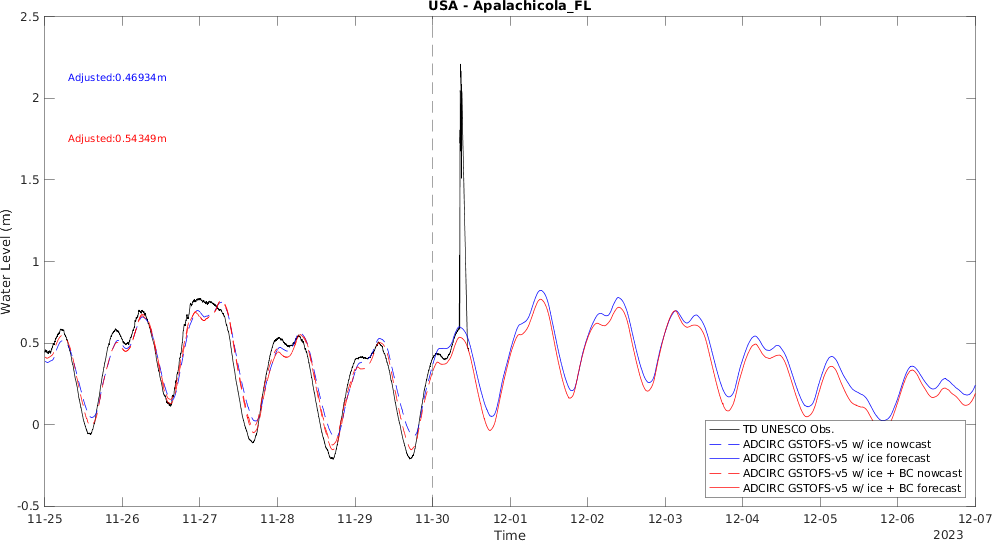 USA - Apalachicola_FL
2.5
2
1.5
1
0.5
0
-0.5
Water Level (m)
Adjusted:0.46934m
Adjusted:0.54349m
TD UNESCO Obs.
ADCIRC GSTOFS-v5 w/ ice nowcast
ADCIRC GSTOFS-v5 w/ ice forecast
ADCIRC GSTOFS-v5 w/ ice + BC nowcast
ADCIRC GSTOFS-v5 w/ ice + BC forecast
11-25 11-26 11-27 11-28 11-29 11-30 12-01 12-02 12-03 12-04 12-05 12-06 12-07
Time
2023